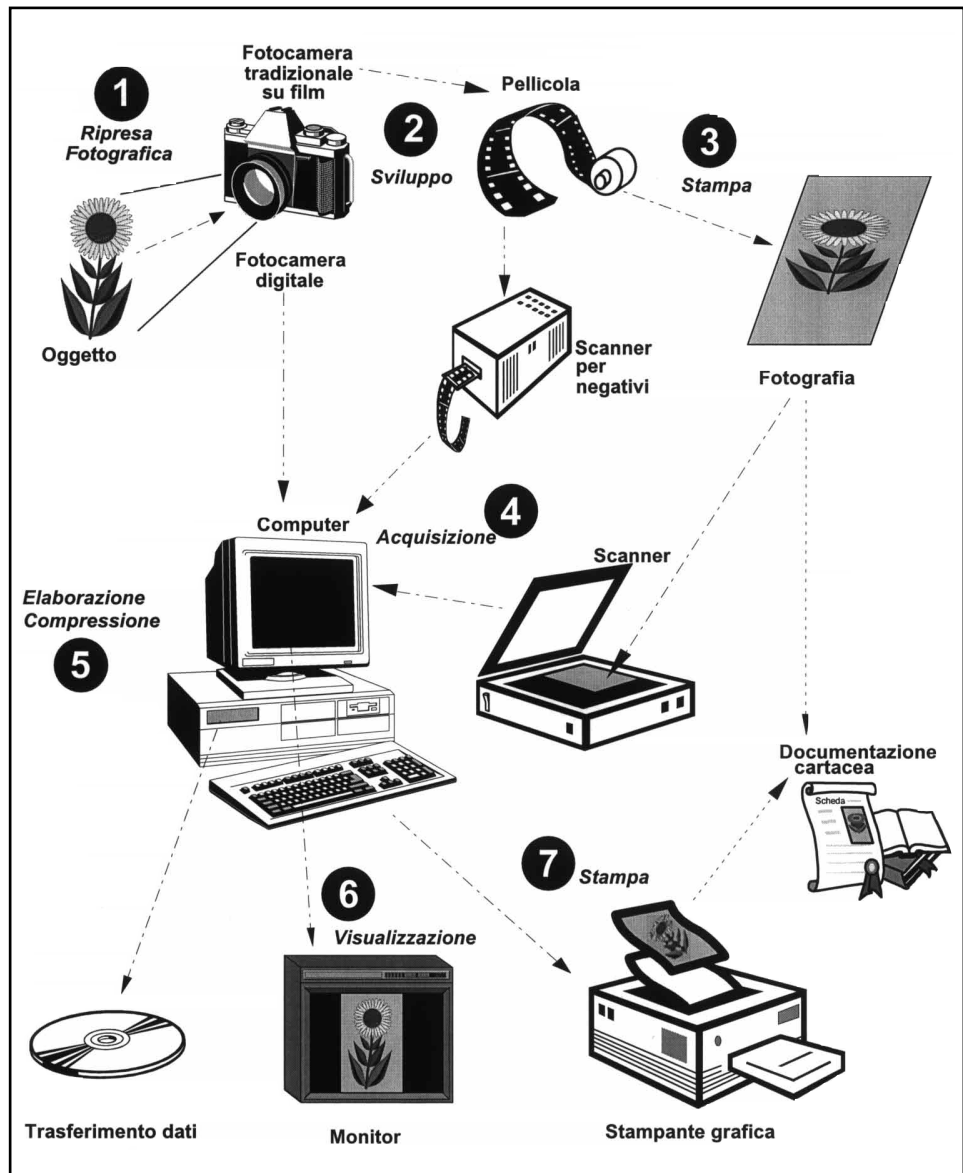 1
Ripresa
Fotografica
Fotocamera
tradizionale
su film
2
Sviluppo
Pellicola
3
Stampa
Oggetto
Fotocamera
digitale
Scanner
per
negativi
Fotografia
Computer
Acquisizione
4
Scanner
Elaborazione
Compressione
5
Documentazione
cartacea
Scheda
6
Visualizzazione
7
Stampa
Trasferimento dati
Monitor
Stampante grafica